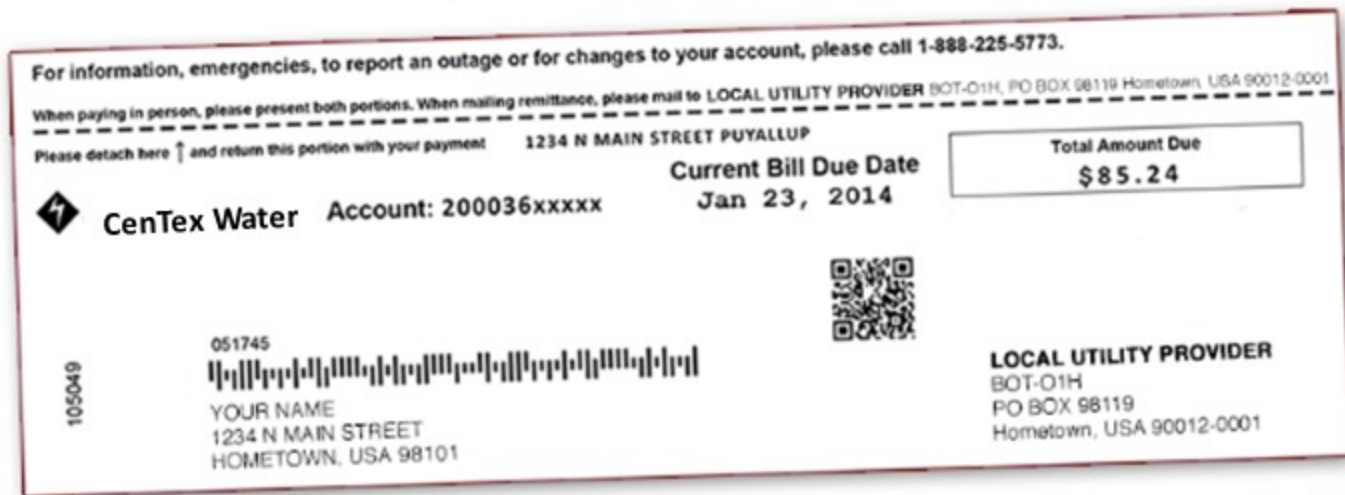 For information, emergencies, to report an outage or for changes to your account, please call 1-888-225-5773.
When paying in person, please present both portions. When mailing remittance, please mail to LOCAL UTILITY PROVIDER BOT-O1H, PO BOX 98119 Hometown, USA 90012-0001
Please detach here ↑ and return this portion with your payment 1234 N MAIN STREET PUYALLUP
Total Amount Due
$85.24
Current Bill Due Date
Jan 23, 2014
CenTex Water Account: 200036xxxxx
051745
105049
YOUR NAME
1234 N MAIN STREET
HOMETOWN, USA 98101
LOCAL UTILITY PROVIDER
BOT-O1H
PO BOX 98119
Hometown, USA 90012-0001